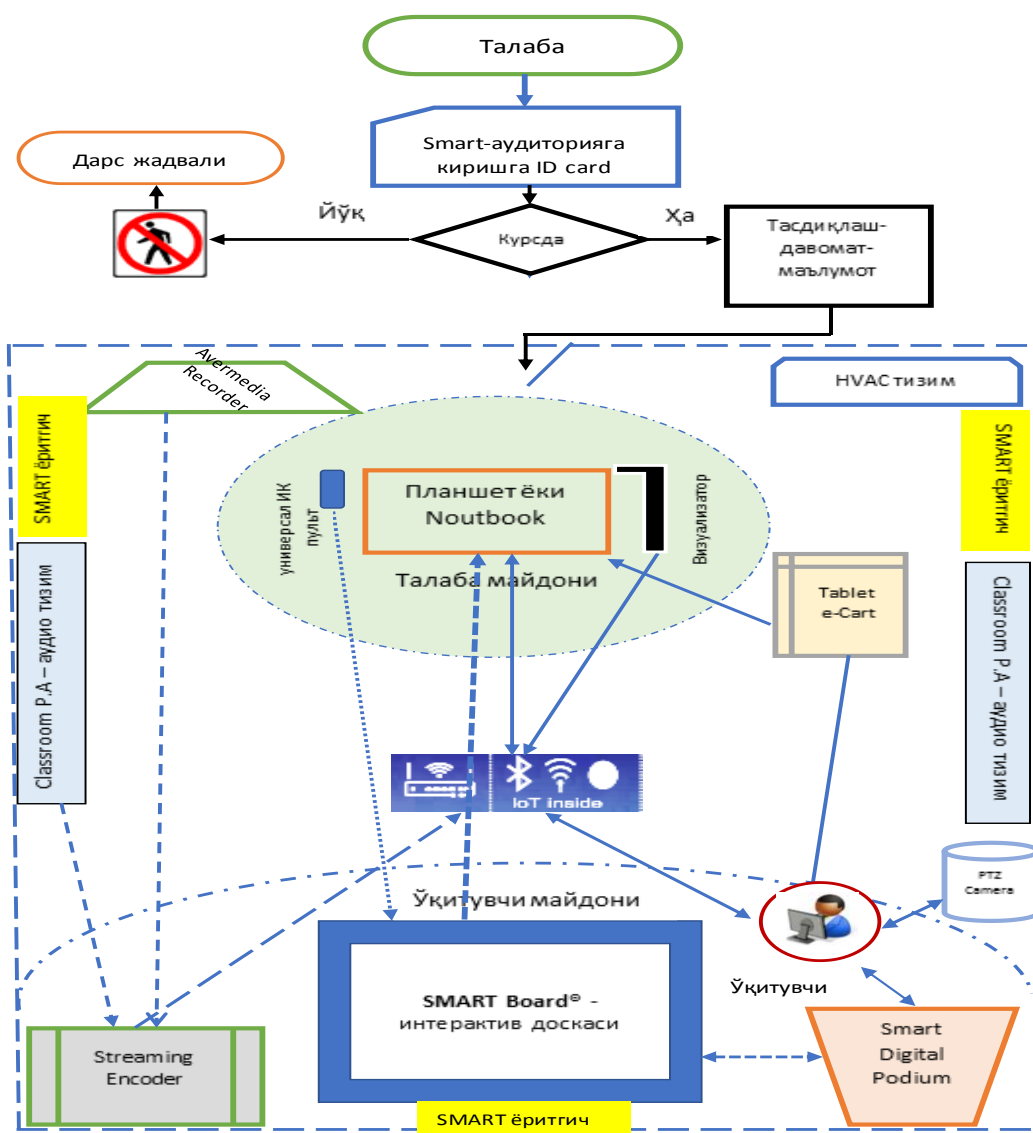 Талаба
Smart-аудиторияга
киришга ID card
Дарс жадвали
Йўқ
Ҳа
Курсда
Тасдиқлаш-
давомат-
маълумот
Avermedia
Recorder
HVAC тизим
SMART ёритгич
SMART ёритгич
универсал ИК
пульт
Планшет ёки
Noutbook
Визуализатор
Талаба майдони
Tablet
e-Cart
Classroom P.A – аудио тизим
Classroom P.A – аудио тизим
IoT inside
PTZ
Camera
Ўқитувчи майдони
Ўқитувчи
SMART Board® -
интерактив доскаси
Streaming
Encoder
Smart
Digital
Podium
SMART ёритгич